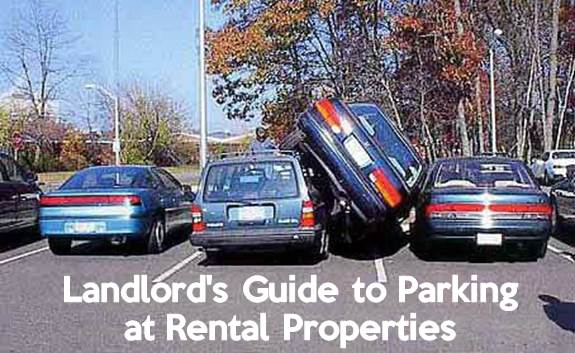 Landlord's Guide to Parking
at Rental Properties